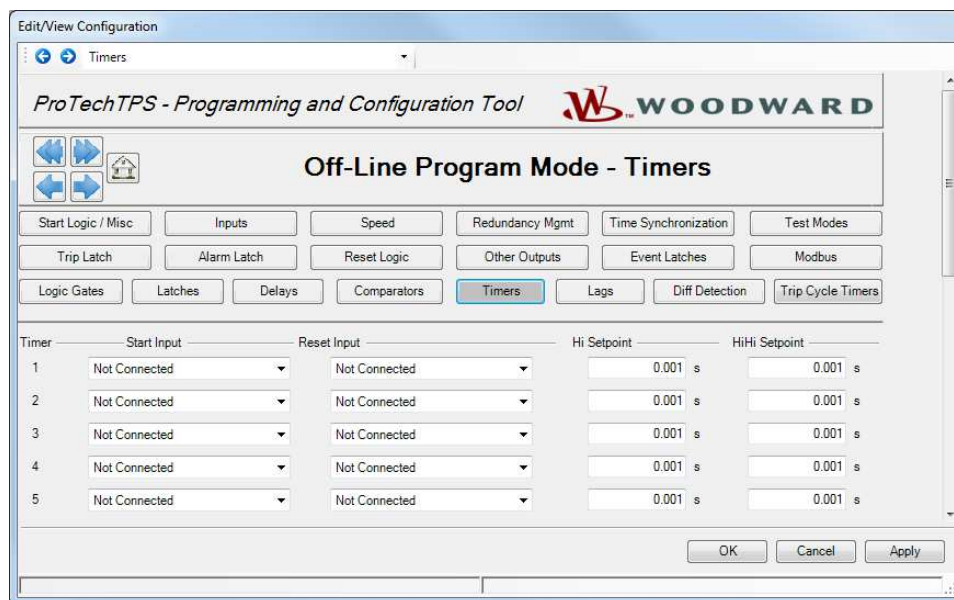 Edit/View Configuration
Timers
ProTechTPS - Programming and Configuration Tool WOODWARD
Off-Line Program Mode - Timers
Start Logic / Misc Inputs Speed Redundancy Mgmt Time Synchronization Test Modes
Trip Latch Alarm Latch Reset Logic Other Outputs Event Latches Modbus
Logic Gates Latches Delays Comparators Timers Lags Diff Detection Trip Cycle Timers
Timer Start Input Reset Input Hi Setpoint HiHi Setpoint
1 Not Connected Not Connected 0.001 s 0.001 s
2 Not Connected Not Connected 0.001 s 0.001 s
3 Not Connected Not Connected 0.001 s 0.001 s
4 Not Connected Not Connected 0.001 s 0.001 s
5 Not Connected Not Connected 0.001 s 0.001 s
OK Cancel Apply